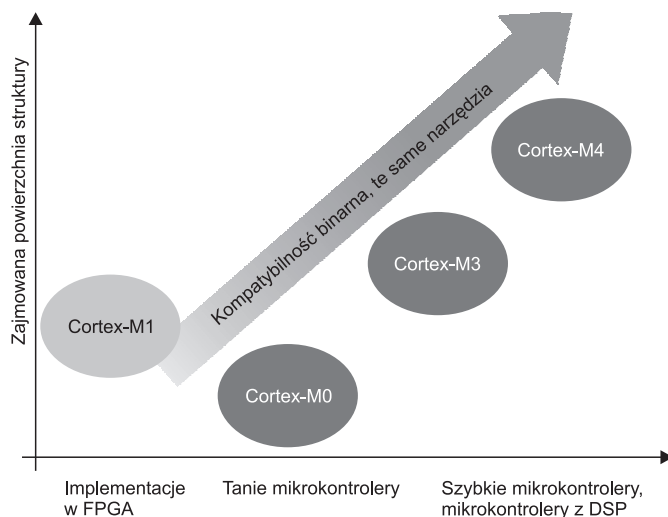 Zajmowana powierzchnia struktury
Kompatybilność binarna, te same narzędzia
Cortex-M4
Cortex-M3
Cortex-M1
Cortex-M0
Implementacje
w FPGA
Tanie mikrokontrolery
Szybkie mikrokontrolery,
mikrokontrolery z DSP